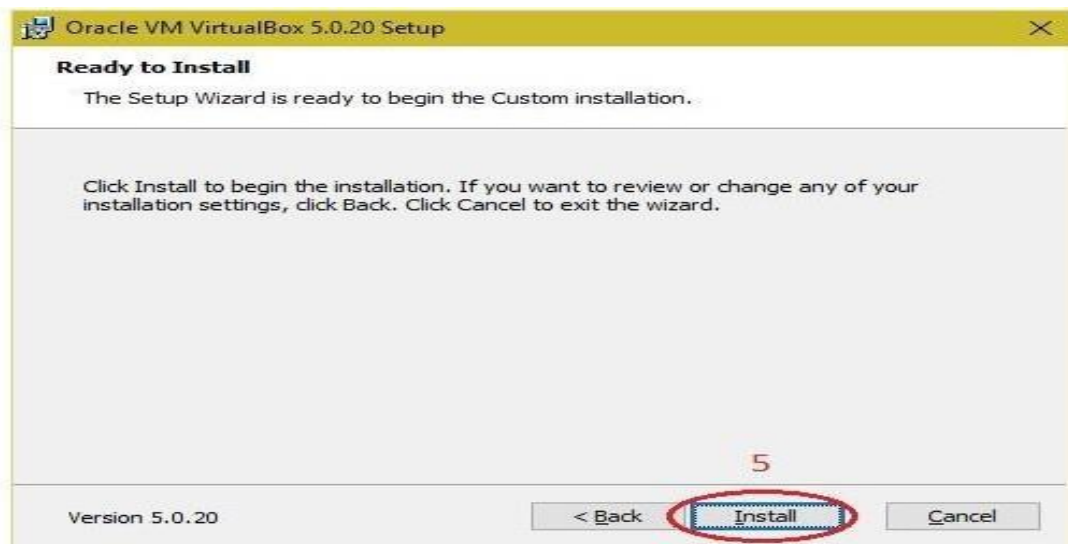 Oracle VM VirtualBox 5.0.20 Setup
Ready to Install
The Setup Wizard is ready to begin the Custom installation.
Click Install to begin the installation. If you want to review or change any of your
installation settings, click Back. Click Cancel to exit the wizard.
5
Version 5.0.20
< Back
Install
Cancel